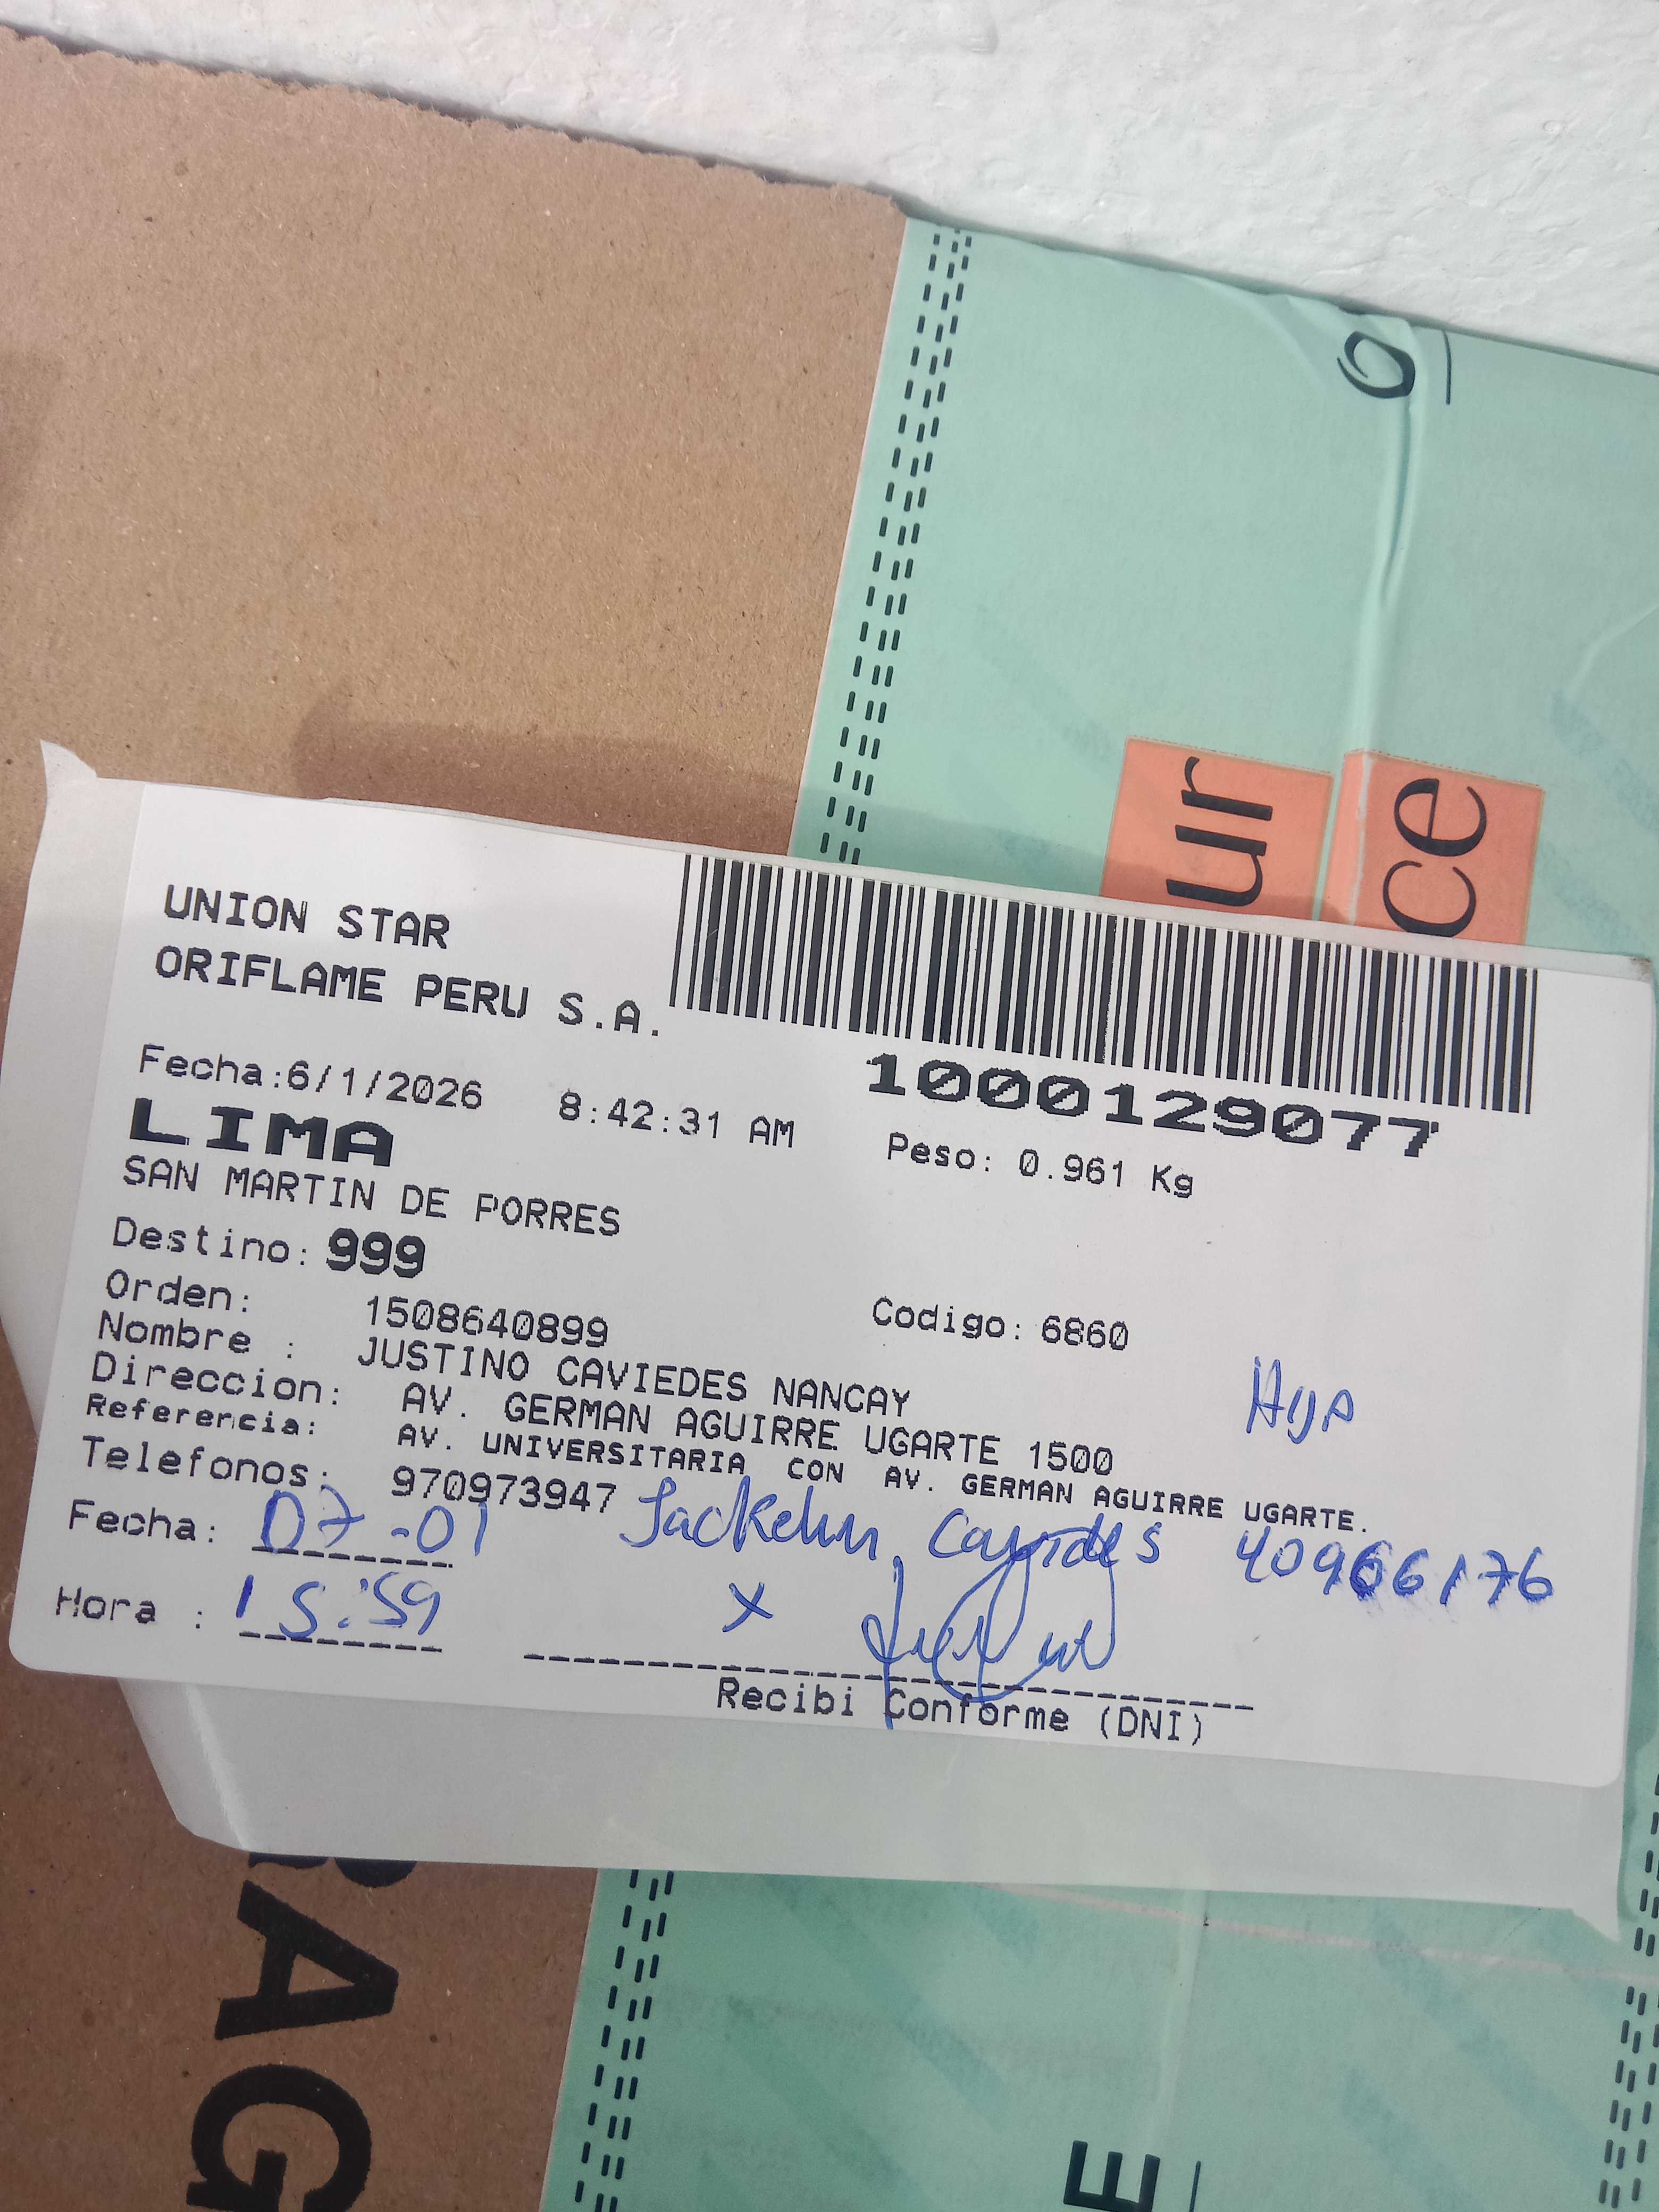 o
ur
ce
UNION STAR
ORIFLAME PERU S.A.
Fecha:6/1/2026 8:42:31 AM
1000129077
LIMA
Peso: 0.961 Kg
SAN MARTIN DE PORRES
Destino: 999
Orden: 1508640899 Codigo: 6860
Nombre : JUSTINO CAVIEDES NANCAY
Direccion: AV. GERMAN AGUIRRE UGARTE 1500
Referencia: AV. UNIVERSITARIA CON AV. GERMAN AGUIRRE UGARTE.
Telefonos: 970973947
Hija
Fecha: 07-01
40966176
Hora : 15:59
x
Recibi Conforme (DNI)
RAG
E